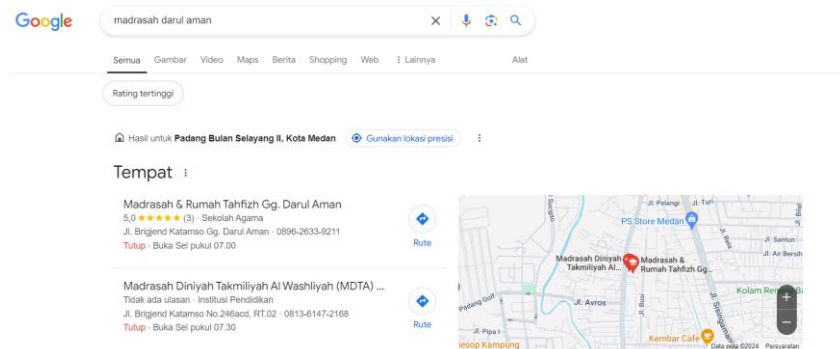 Google
madrasah darul aman
Semua Gambar Video Maps Berita Shopping Web Lainnya Alat
Rating tertinggi
Hasil untuk Padang Bulan Selayang II, Kota Medan Gunakan lokasi presisi
Tempat
Madrasah & Rumah Tahfizh Gg. Darul Aman
5,0 ★★★★★ (3) · Sekolah Agama
Jl. Brigjend Katamso Gg. Darul Aman · 0896-2633-9211
Tutup · Buka Sel pukul 07.00
Rute
Madrasah Diniyah Takmiliyah Al Washliyah (MDTA) ...
Tidak ada ulasan · Institusi Pendidikan
Jl. Brigjend Katamso No.246acd, RT.02 · 0813-6147-2168
Tutup · Buka Sel pukul 07.30
Rute
Jl. Pelangi Jl. Turi
PS Store Medan
Jl. Santun
Jl. Air Bersih
Madrasah Diniyah
Takmiliyah Al...
Madrasah &
Rumah Tahfizh Gg...
Kolam
Padang Golf
Jl. Avros
Jl. Busi
Jl. Pipa I
Kembar Cafe
Kampung
Data peta ©2024 Persyaratan